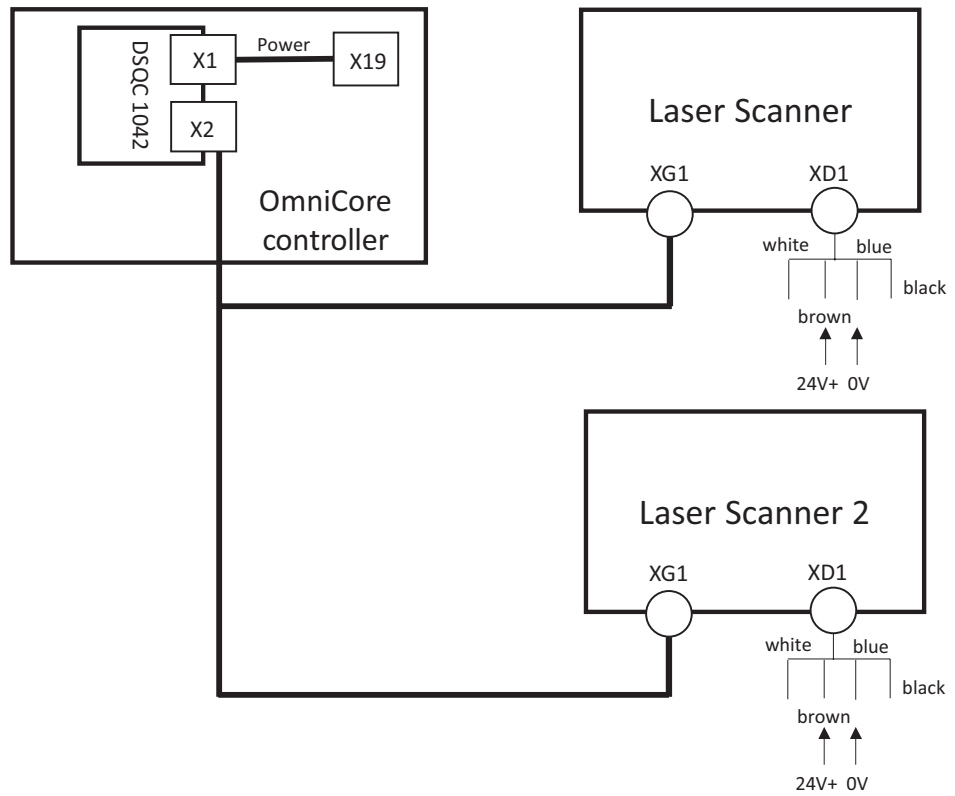 Power
X1
X19
DSQC 1042
X2
OmniCore
controller
Laser Scanner
XG1
XD1
white
blue
black
brown
24V+ 0V
Laser Scanner 2
XG1
XD1
white
blue
black
brown
24V+ 0V